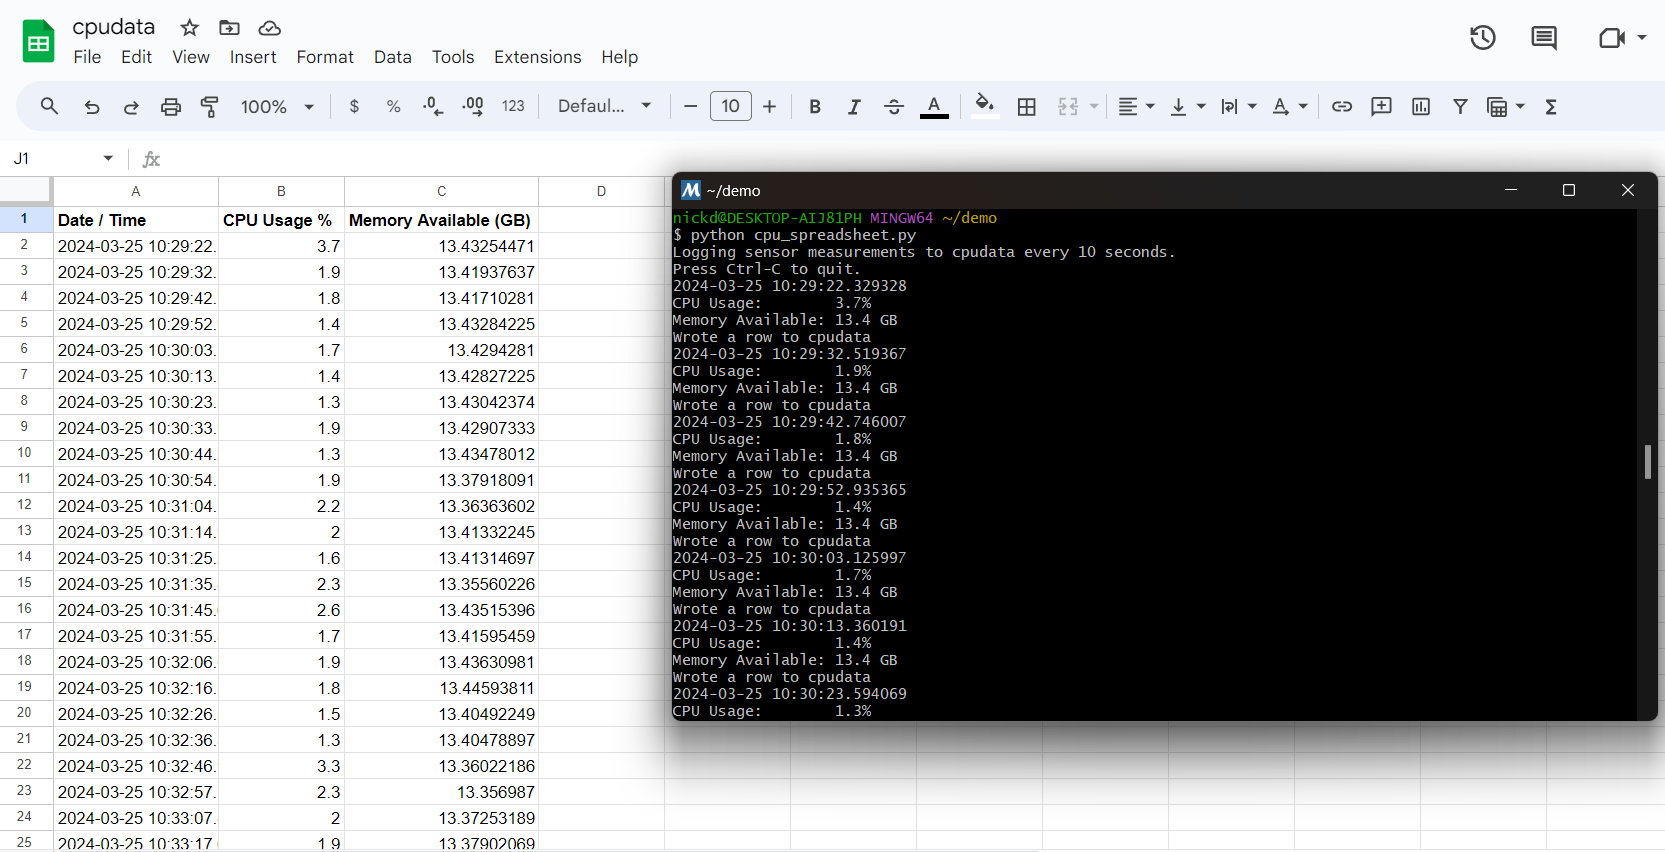 cpudata
File Edit View Insert Format Data Tools Extensions Help
100% $ % .0 .00 123 Defaul... 10 B I A
J1 fx
A B C D
1 Date / Time CPU Usage % Memory Available (GB)
2 2024-03-25 10:29:22. 3.7 13.43254471
3 2024-03-25 10:29:32. 1.9 13.41937637
4 2024-03-25 10:29:42. 1.8 13.41710281
5 2024-03-25 10:29:52. 1.4 13.43284225
6 2024-03-25 10:30:03. 1.7 13.4294281
7 2024-03-25 10:30:13. 1.4 13.42827225
8 2024-03-25 10:30:23. 1.3 13.43042374
9 2024-03-25 10:30:33. 1.9 13.42907333
10 2024-03-25 10:30:44. 1.3 13.43478012
11 2024-03-25 10:30:54. 1.9 13.37918091
12 2024-03-25 10:31:04. 2.2 13.36363602
13 2024-03-25 10:31:14. 2 13.41332245
14 2024-03-25 10:31:25. 1.6 13.41314697
15 2024-03-25 10:31:35. 2.3 13.35560226
16 2024-03-25 10:31:45. 2.6 13.43515396
17 2024-03-25 10:31:55. 1.7 13.41595459
18 2024-03-25 10:32:06. 1.9 13.43630981
19 2024-03-25 10:32:16. 1.8 13.44593811
20 2024-03-25 10:32:26. 1.5 13.40492249
21 2024-03-25 10:32:36. 1.3 13.40478897
22 2024-03-25 10:32:46. 3.3 13.36022186
23 2024-03-25 10:32:57. 2.3 13.356987
24 2024-03-25 10:33:07. 2 13.37253189
25 2024-03-25 10:33:17 1.9 13.37902069
M ~/demo
nickd@DESKTOP-AIJ81PH MINGW64 ~/demo
$ python cpu_spreadsheet.py
Logging sensor measurements to cpudata every 10 seconds.
Press Ctrl-C to quit.
2024-03-25 10:29:22.329328
CPU Usage: 3.7%
Memory Available: 13.4 GB
Wrote a row to cpudata
2024-03-25 10:29:32.519367
CPU Usage: 1.9%
Memory Available: 13.4 GB
Wrote a row to cpudata
2024-03-25 10:29:42.746007
CPU Usage: 1.8%
Memory Available: 13.4 GB
Wrote a row to cpudata
2024-03-25 10:29:52.935365
CPU Usage: 1.4%
Memory Available: 13.4 GB
Wrote a row to cpudata
2024-03-25 10:30:03.125997
CPU Usage: 1.7%
Memory Available: 13.4 GB
Wrote a row to cpudata
2024-03-25 10:30:13.360191
CPU Usage: 1.4%
Memory Available: 13.4 GB
Wrote a row to cpudata
2024-03-25 10:30:23.594069
CPU Usage: 1.3%